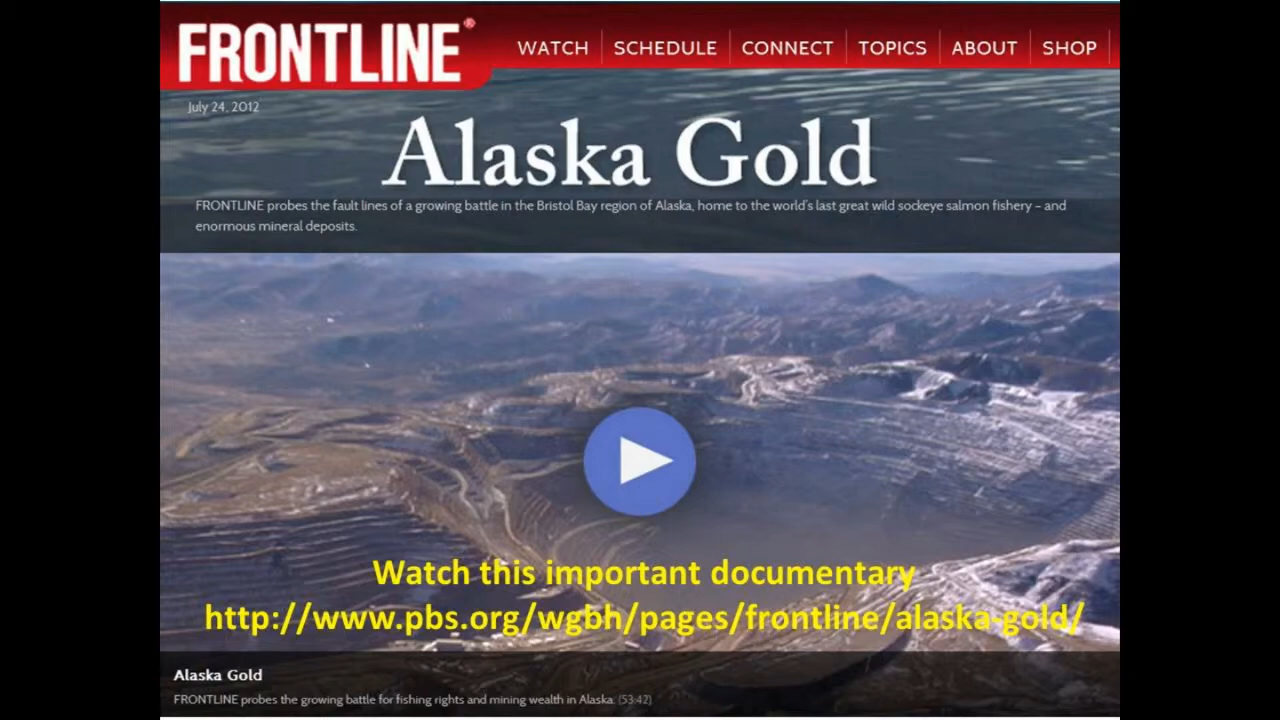 FRONTLINE®
WATCH SCHEDULE CONNECT TOPICS ABOUT SHOP
July 24, 2012
Alaska Gold
FRONTLINE probes the fault lines of a growing battle in the Bristol Bay region of Alaska, home to the world's last great wild sockeye salmon fishery – and
enormous mineral deposits.
Watch this important documentary
http://www.pbs.org/wgbh/pages/frontline/alaska-gold/
Alaska Gold
FRONTLINE probes the growing battle for fishing rights and mining wealth in Alaska. (53:42)